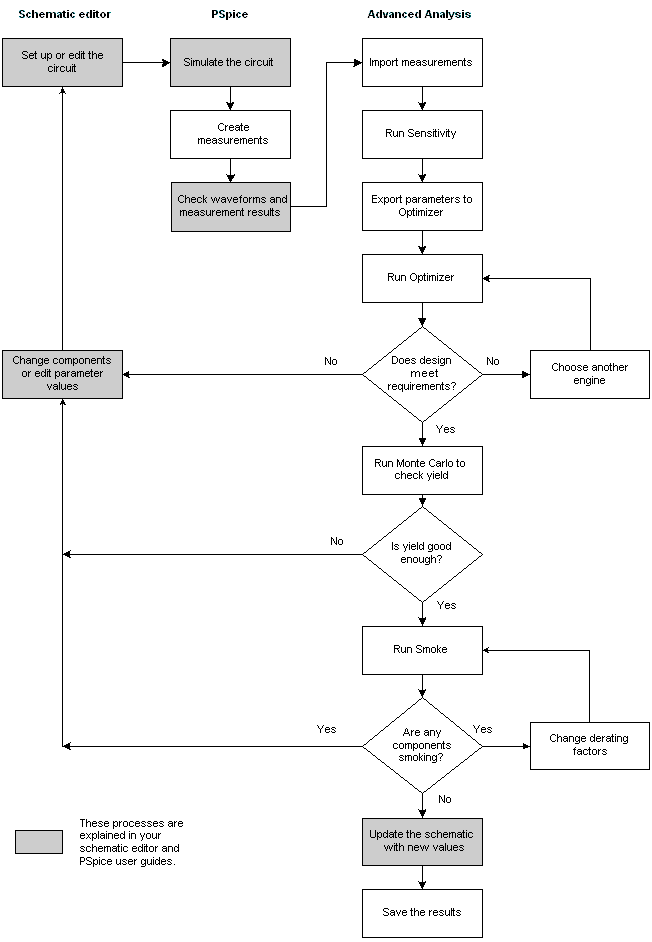 Schematic editor
PSpice
Advanced Analysis
Set up or edit the
circuit
Simulate the circuit
Import measurements
Create
measurements
Run Sensitivity
Check waveforms and
measurement results
Export parameters to
Optimizer
Run Optimizer
Change components
or edit parameter
values
No
Does design
meet
requirements?
No
Choose another
engine
Yes
Run Monte Carlo to
check yield
No
Is yield good
enough?
Yes
Run Smoke
Yes
Are any
components
smoking?
Yes
Change derating
factors
No
These processes are
explained in your
schematic editor and
PSpice user guides.
Update the schematic
with new values
Save the results